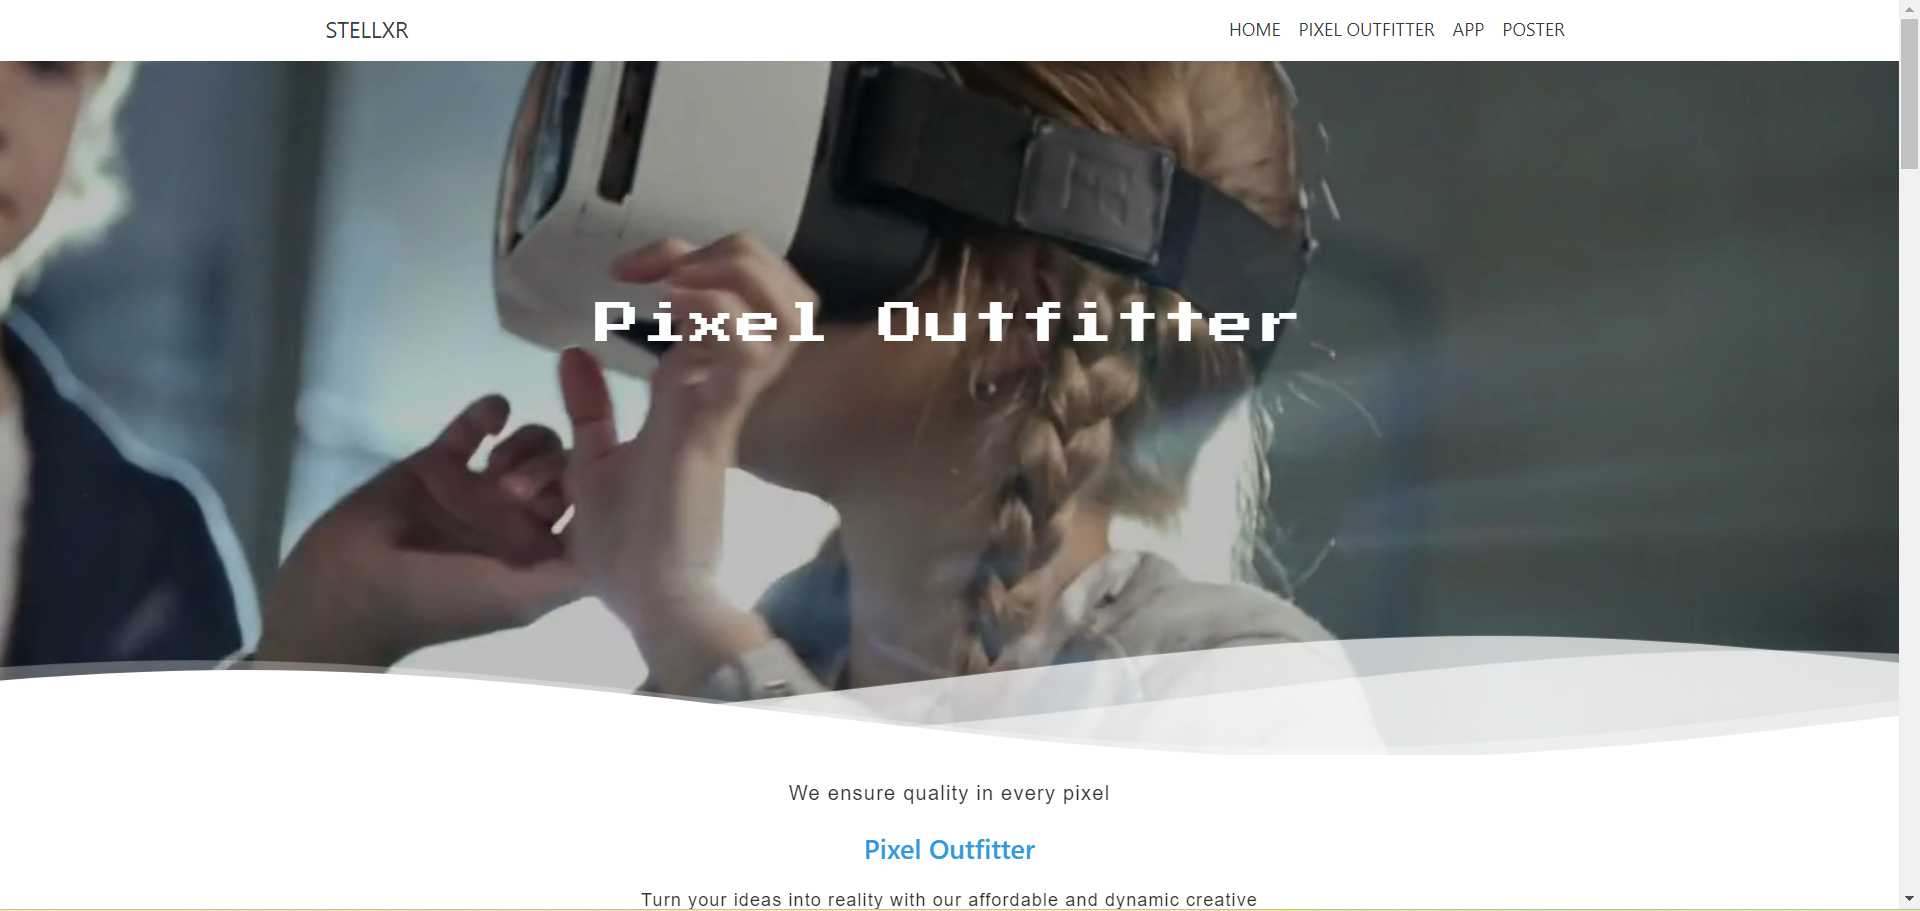 STELLXR
HOME PIXEL OUTFITTER APP POSTER
Pixel Outfitter
We ensure quality in every pixel
Pixel Outfitter
Turn your ideas into reality with our affordable and dynamic creative